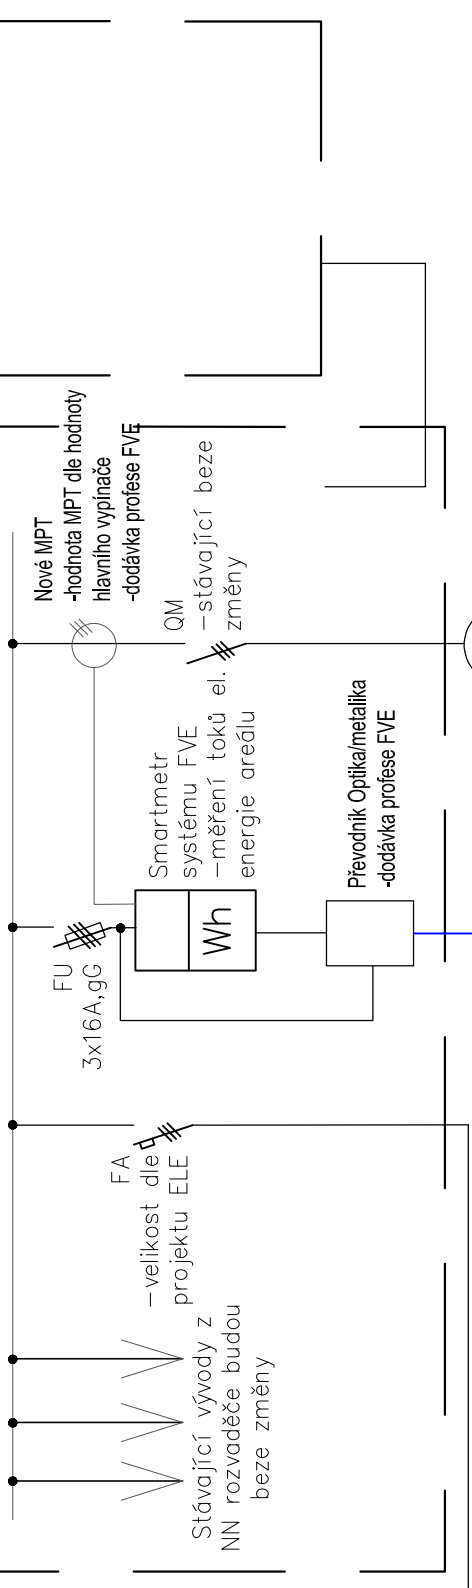 Nové MPT
-hodnota MPT dle hodnoty
hlavního vypínače
-dodávka profese FVE
QM
-stávající beze
změny
Smartmetr
systému FVE
-měření toků el.
energie areálu
Wh
Převodník Optika/metalika
-dodávka profese FVE
FU
3x16A,gG
FA
-velikost dle
projektu ELE
Stávající vývody z
NN rozvaděče budou
beze změny